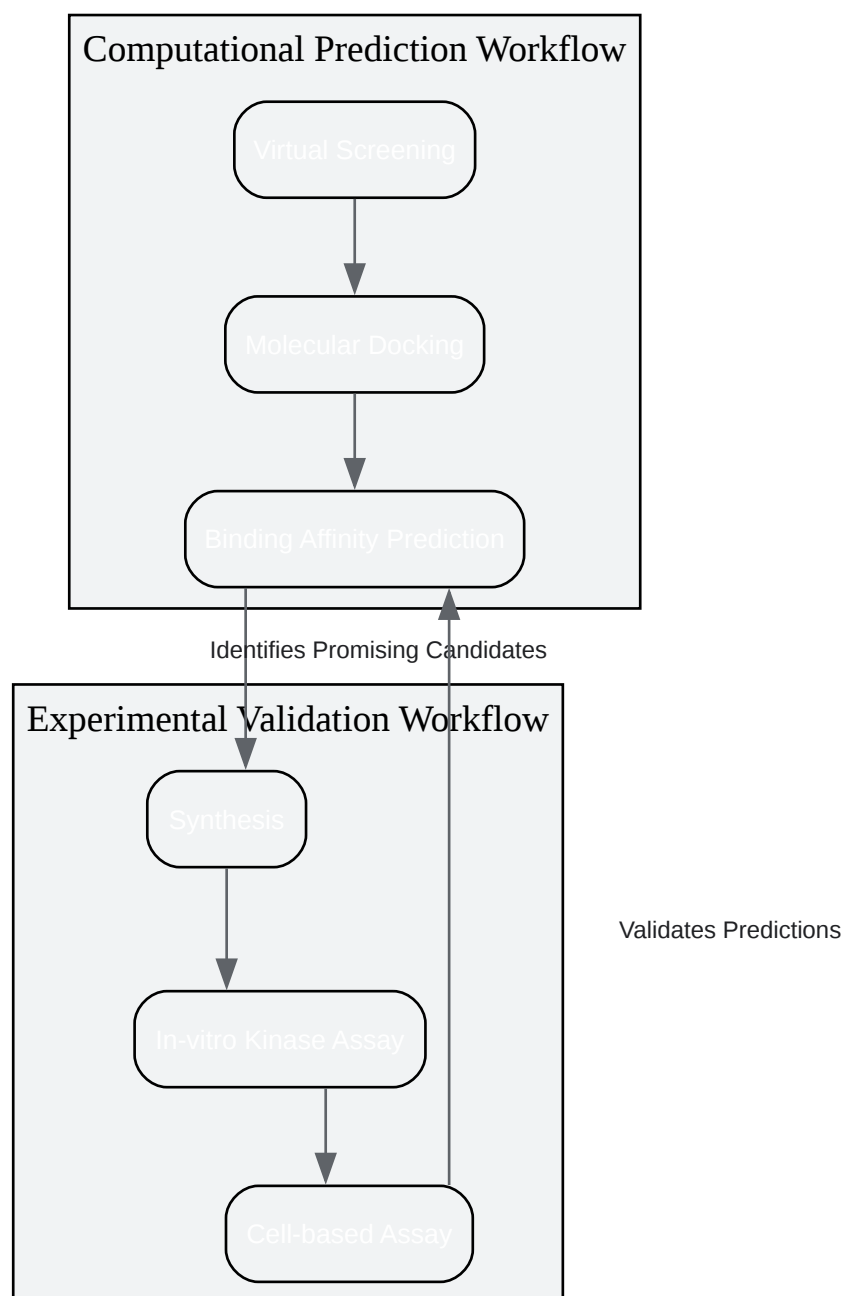 Computational Prediction Workflow
Virtual Screening
Molecular Docking
Binding Affinity Prediction
Identifies Promising Candidates
Experimental Validation Workflow
Synthesis
Validates Predictions
In-vitro Kinase Assay
Cell-based Assay